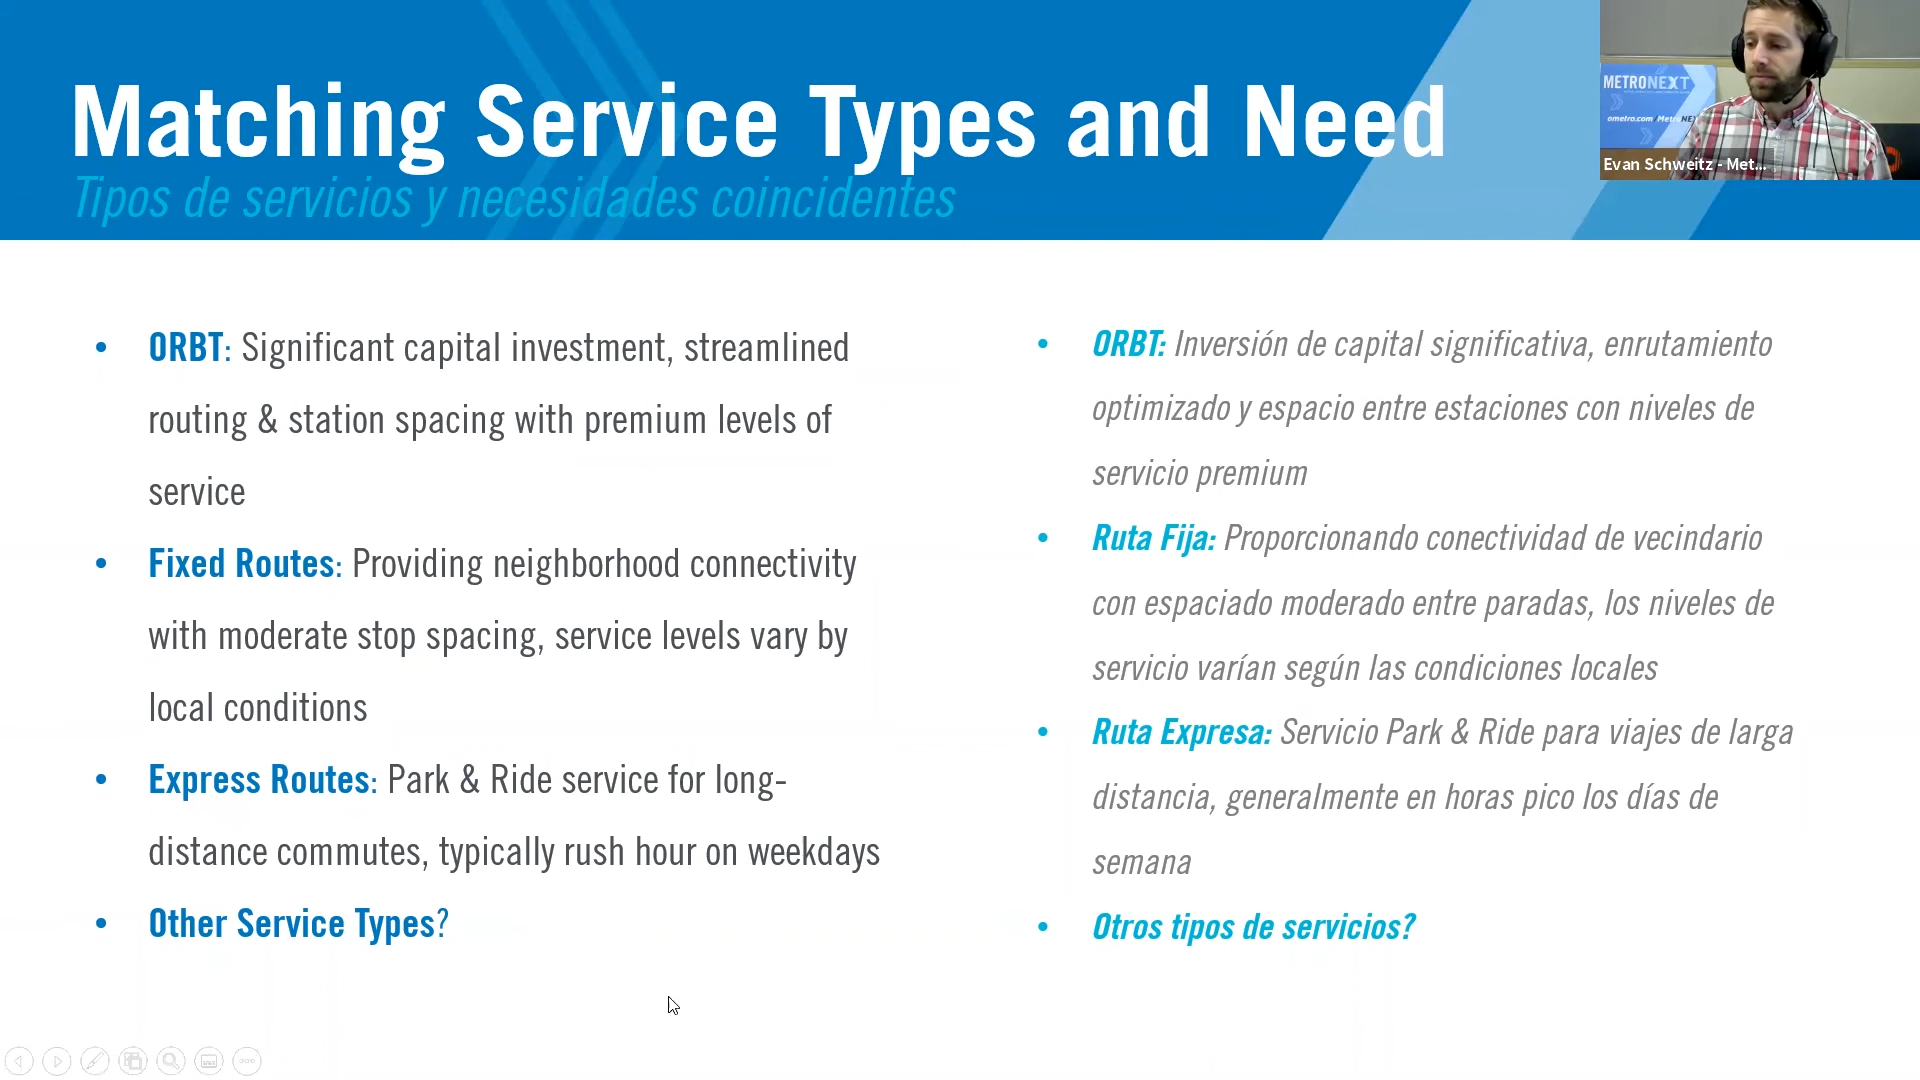 Matching Service Types and Need
Tipos de servicios y necesidades coincidentes
METRONEXT
ometro.com/MetroNE
Evan Schweitz - Met...
• ORBT: Significant capital investment, streamlined
routing & station spacing with premium levels of
service
• Fixed Routes: Providing neighborhood connectivity
with moderate stop spacing, service levels vary by
local conditions
• Express Routes: Park & Ride service for long-
distance commutes, typically rush hour on weekdays
• Other Service Types?
• ORBT: Inversión de capital significativa, enrutamiento
optimizado y espacio entre estaciones con niveles de
servicio premium
• Ruta Fija: Proporcionando conectividad de vecindario
con espaciado moderado entre paradas, los niveles de
servicio varían según las condiciones locales
• Ruta Expresa: Servicio Park & Ride para viajes de larga
distancia, generalmente en horas pico los días de
semana
• Otros tipos de servicios?